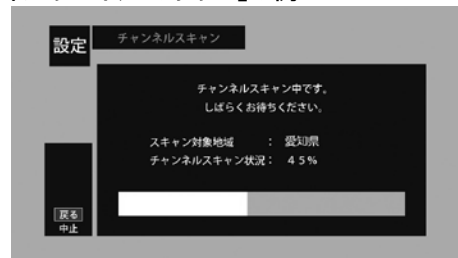 設定
チャンネルスキャン
チャンネルスキャン中です。
しばらくお待ちください。
スキャン対象地域 : 愛知県
チャンネルスキャン状況: 45%
戻る
中止